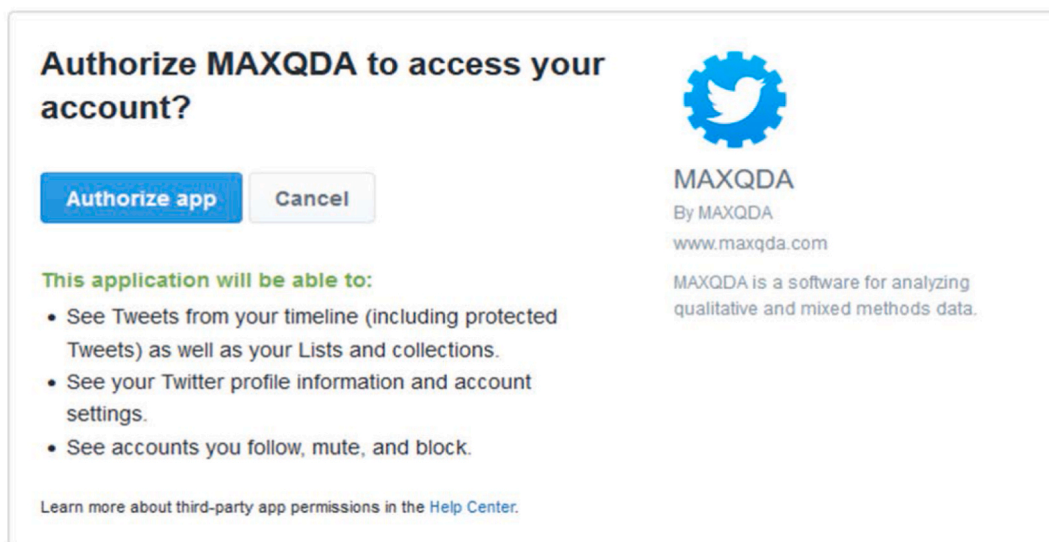 Authorize MAXQDA to access your
account?
Authorize app
Cancel
This application will be able to:
• See Tweets from your timeline (including protected
Tweets) as well as your Lists and collections.
• See your Twitter profile information and account
settings.
• See accounts you follow, mute, and block.
Learn more about third-party app permissions in the Help Center.
MAXQDA
By MAXQDA
www.maxqda.com
MAXQDA is a software for analyzing
qualitative and mixed methods data.